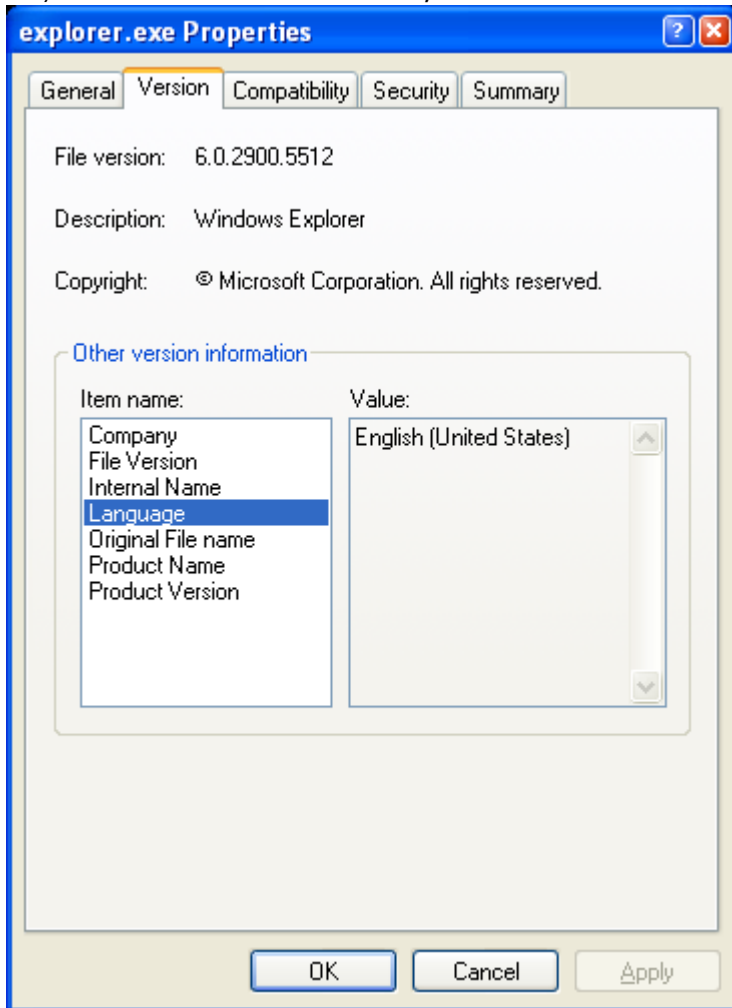 explorer.exe Properties
General Version Compatibility Security Summary
File version: 6.0.2900.5512
Description: Windows Explorer
Copyright: © Microsoft Corporation. All rights reserved.
Other version information
Item name: Value:
Company English (United States)
File Version
Internal Name
Language
Original File name
Product Name
Product Version
OK Cancel Apply